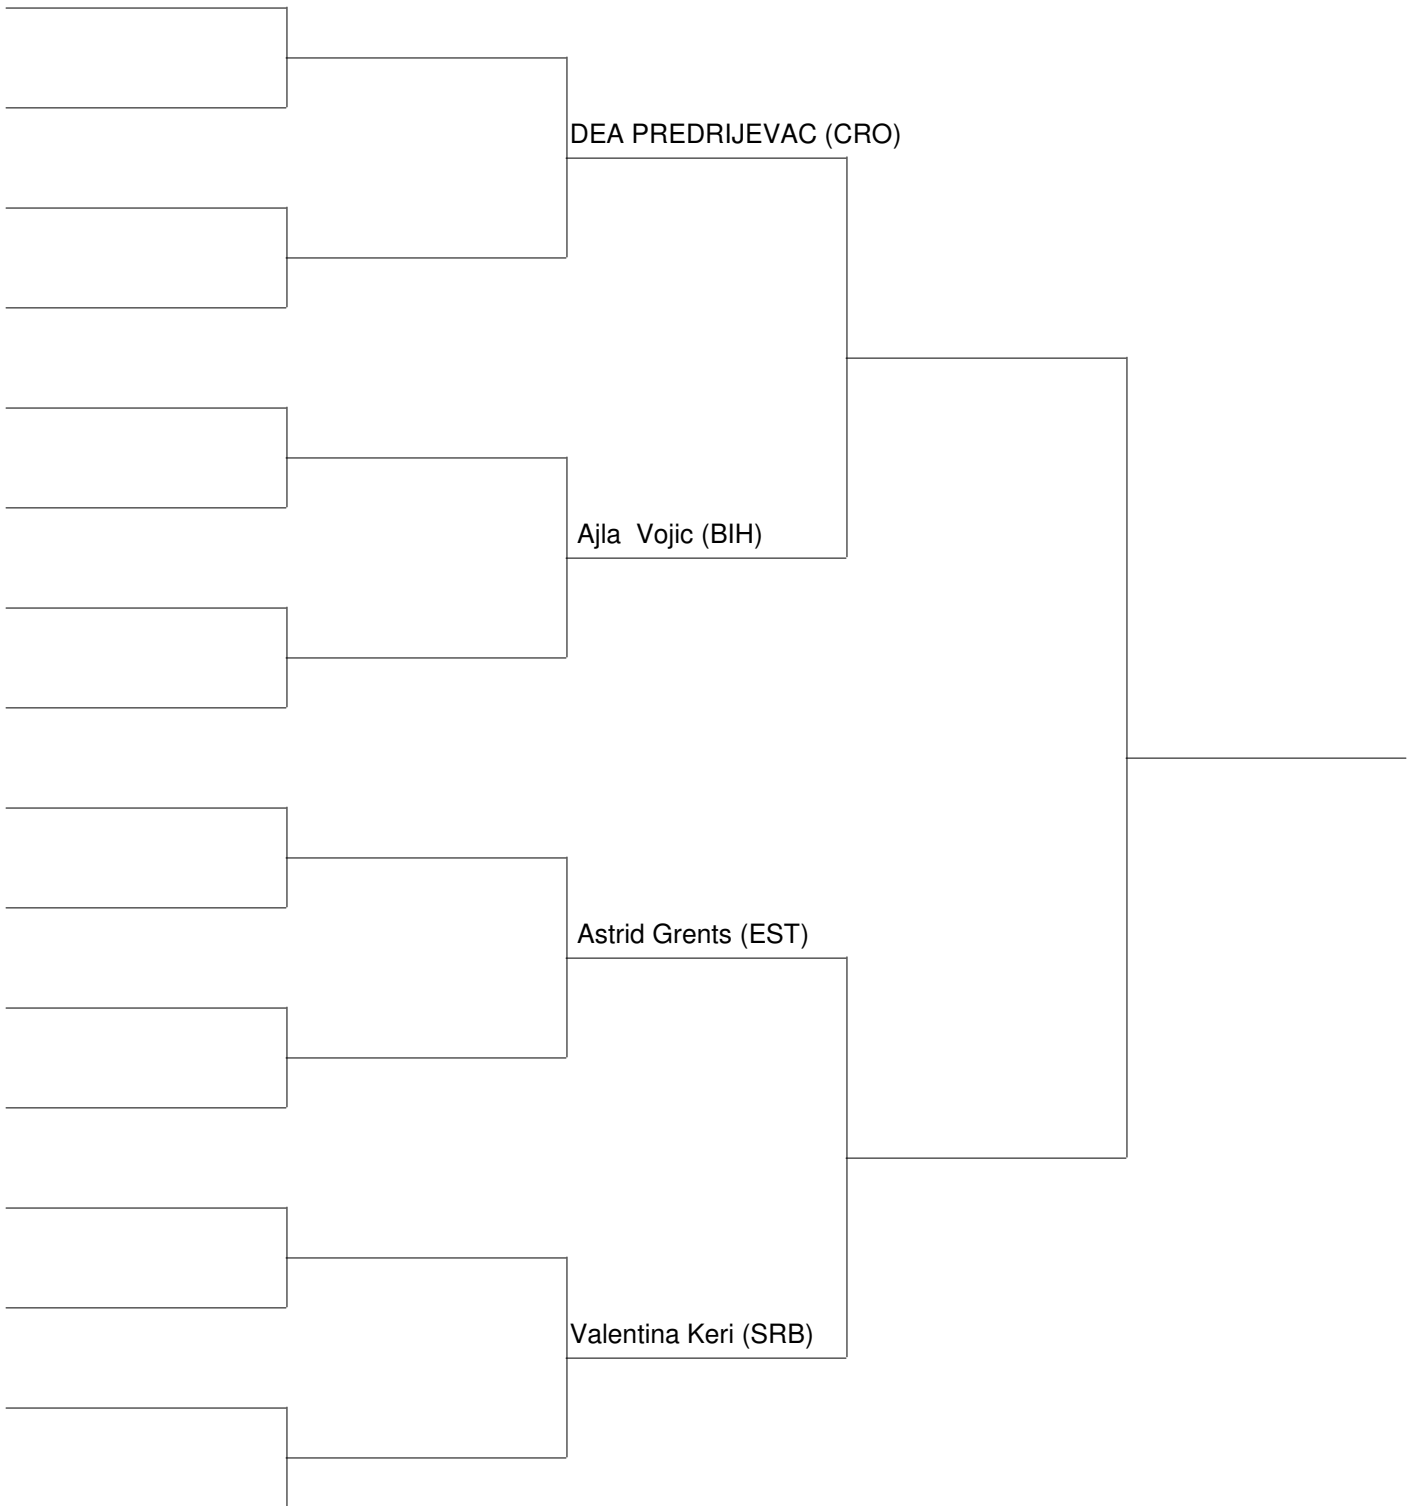 DEA PREDRIJEVAC (CRO)
Ajla  Vojic (BIH)
Astrid Grents (EST)
Valentina Keri (SRB)